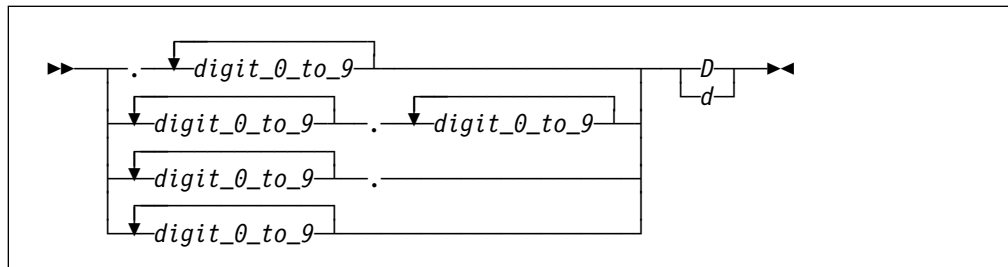 . digit_0_to_9 D
d
digit_0_to_9 . digit_0_to_9
digit_0_to_9 .
digit_0_to_9